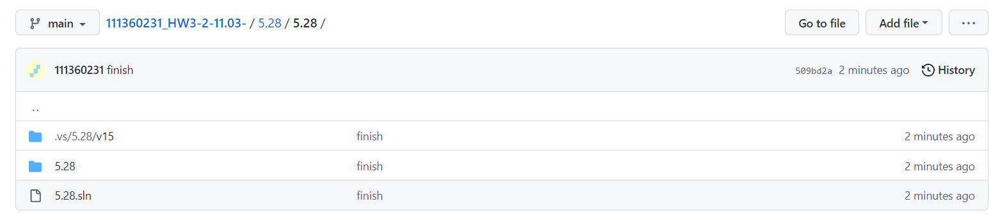 main 111360231_HW3-2-11.03- / 5.28 / 5.28 / Go to file Add file ...
111360231 finish 509bd2a 2 minutes ago History
..
.vs/5.28/v15 finish 2 minutes ago
5.28 finish 2 minutes ago
5.28.sln finish 2 minutes ago